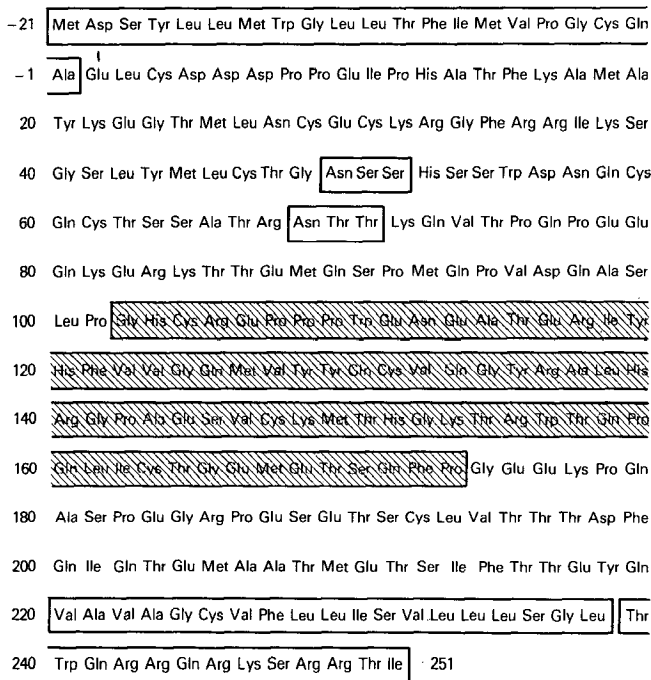 -21 Met Asp Ser Tyr Leu Leu Met Trp Gly Leu Leu Thr Phe Ile Met Val Pro Gly Cys Gln
-1 Ala Glu Leu Cys Asp Asp Asp Pro Pro Glu Ile Pro His Ala Thr Phe Lys Ala Met Ala
20 Tyr Lys Glu Gly Thr Met Leu Asn Cys Glu Cys Lys Arg Gly Phe Arg Arg Ile Lys Ser
40 Gly Ser Leu Tyr Met Leu Cys Thr Gly Asn Ser Ser His Ser Ser Trp Asp Asn Gln Cys
60 Gln Cys Thr Ser Ser Ala Thr Arg Asn Thr Thr Lys Gln Val Thr Pro Gln Pro Glu Glu
80 Gln Lys Glu Arg Lys Thr Thr Glu Met Gln Ser Pro Met Gln Pro Val Asp Gln Ala Ser
100 Leu Pro Gly His Cys Arg Glu Pro Pro Pro Trp Glu Asn Glu Ala Thr Glu Arg Ile Tyr
120 His Phe Val Val Gly Gln Met Val Tyr Tyr Gln Cys Val Gln Gly Tyr Arg Ala Leu His
140 Arg Gly Pro Ala Glu Ser Val Cys Lys Met Thr His Gly Lys Thr Arg Trp Thr Gln Pro
160 Gln Leu Ile Cys Thr Gly Glu Met Glu Thr Ser Gln Phe Pro Gly Glu Glu Lys Pro Gln
180 Ala Ser Pro Glu Gly Arg Pro Glu Ser Glu Thr Ser Cys Leu Val Thr Thr Thr Asp Phe
200 Gln Ile Gln Thr Glu Met Ala Ala Thr Met Glu Thr Ser Ile Phe Thr Thr Glu Tyr Gln
220 Val Ala Val Ala Gly Cys Val Phe Leu Leu Ile Ser Val Leu Leu Leu Ser Gly Leu Thr
240 Trp Gln Arg Arg Gln Arg Lys Ser Arg Arg Thr Ile 251